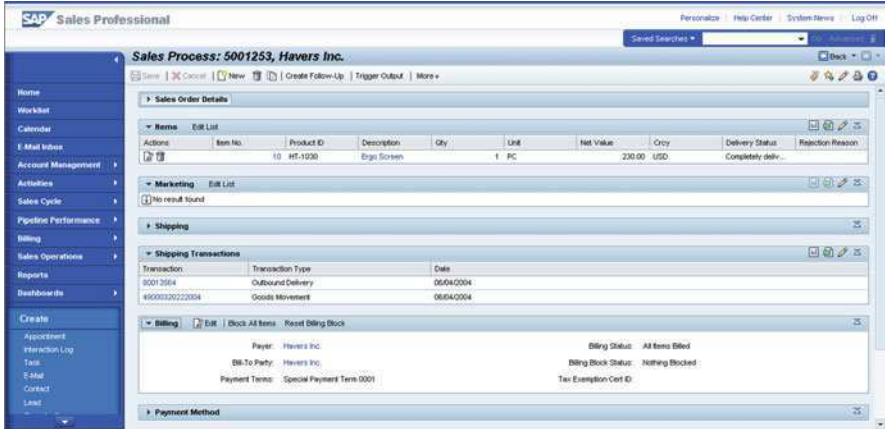 SAP Sales Professional
Personalize Help Center System News Log Off
Saved Searches Go Advanced
Sales Process: 5001253, Havers Inc.
Back
Save Cancel New Create Follow-Up Trigger Output More
Home
Worklist
Calendar
E-Mail Inbox
Account Management
Activities
Sales Cycle
Pipeline Performance
Billing
Sales Operations
Reports
Dashboards
Create
Appointment
Interaction Log
Task
E-Mail
Contact
Lead
Sales Order Details
Items Edit List
Actions Item No. Product ID Description Qty Unit Net Value Crcy Delivery Status Rejection Reason
10 HT-1030 Ergo Screen 1 PC 230.00 USD Completely deliv...
Marketing Edit List
No result found
Shipping
Shipping Transactions
Transaction Transaction Type Date
Outbound Delivery 06/04/2004
49000320222004 Goods Movement 06/04/2004
Billing Edit Block All Items Reset Billing Block
Payer: Havers Inc. Billing Status: All Items Billed
Bill-To Party: Havers Inc. Billing Block Status: Nothing Blocked
Payment Terms: Special Payment Term 0001 Tax Exemption Cert ID:
Payment Method